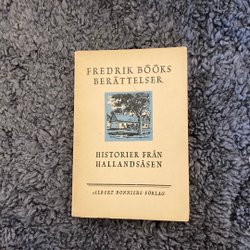 FREDRIK BÖÖKS
BERÄTTELSER
HISTORIER FRÅN
HALLANDSÅSEN
ALBERT BONNIERS FÖRLAG